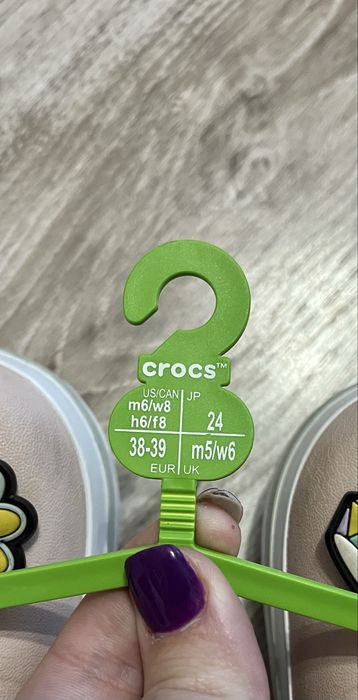 crocs™
US/CAN JP
m6/w8
h6/f8 24
38-39 m5/w6
EUR UK